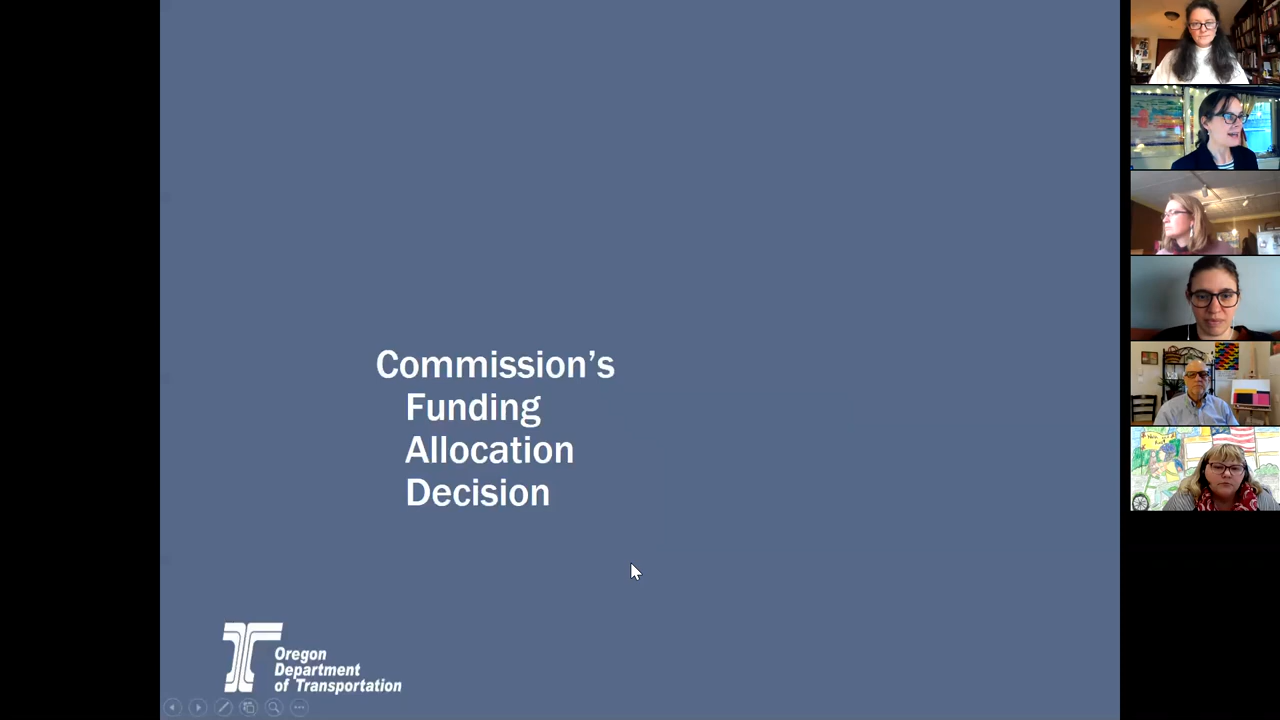 Commission’s
Funding
Allocation
Decision
Oregon
Department
of Transportation